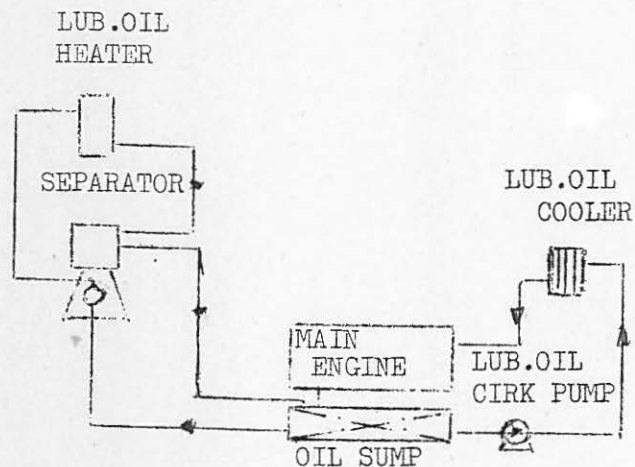 LUB.OIL
HEATER
SEPARATOR
LUB.OIL
COOLER
MAIN
ENGINE
LUB.OIL
CIRK PUMP
OIL SUMP